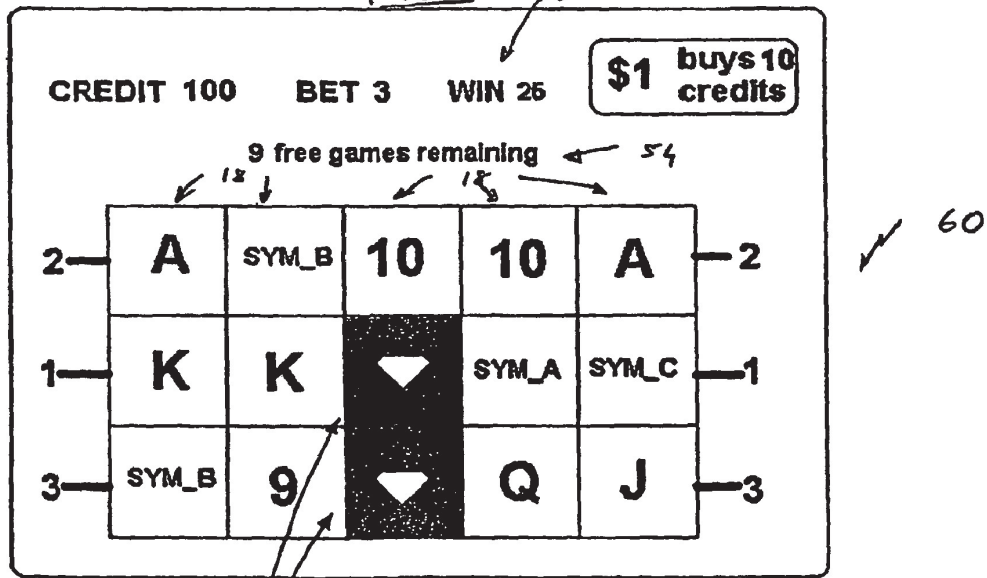 $1 buys 10 credits
CREDIT 100 BET 3 WIN 25
9 free games remaining 54
18 18
60
2 A SYM_B 10 10 A 2
1 K K SYM_A SYM_C 1
3 SYM_B 9 Q J 3